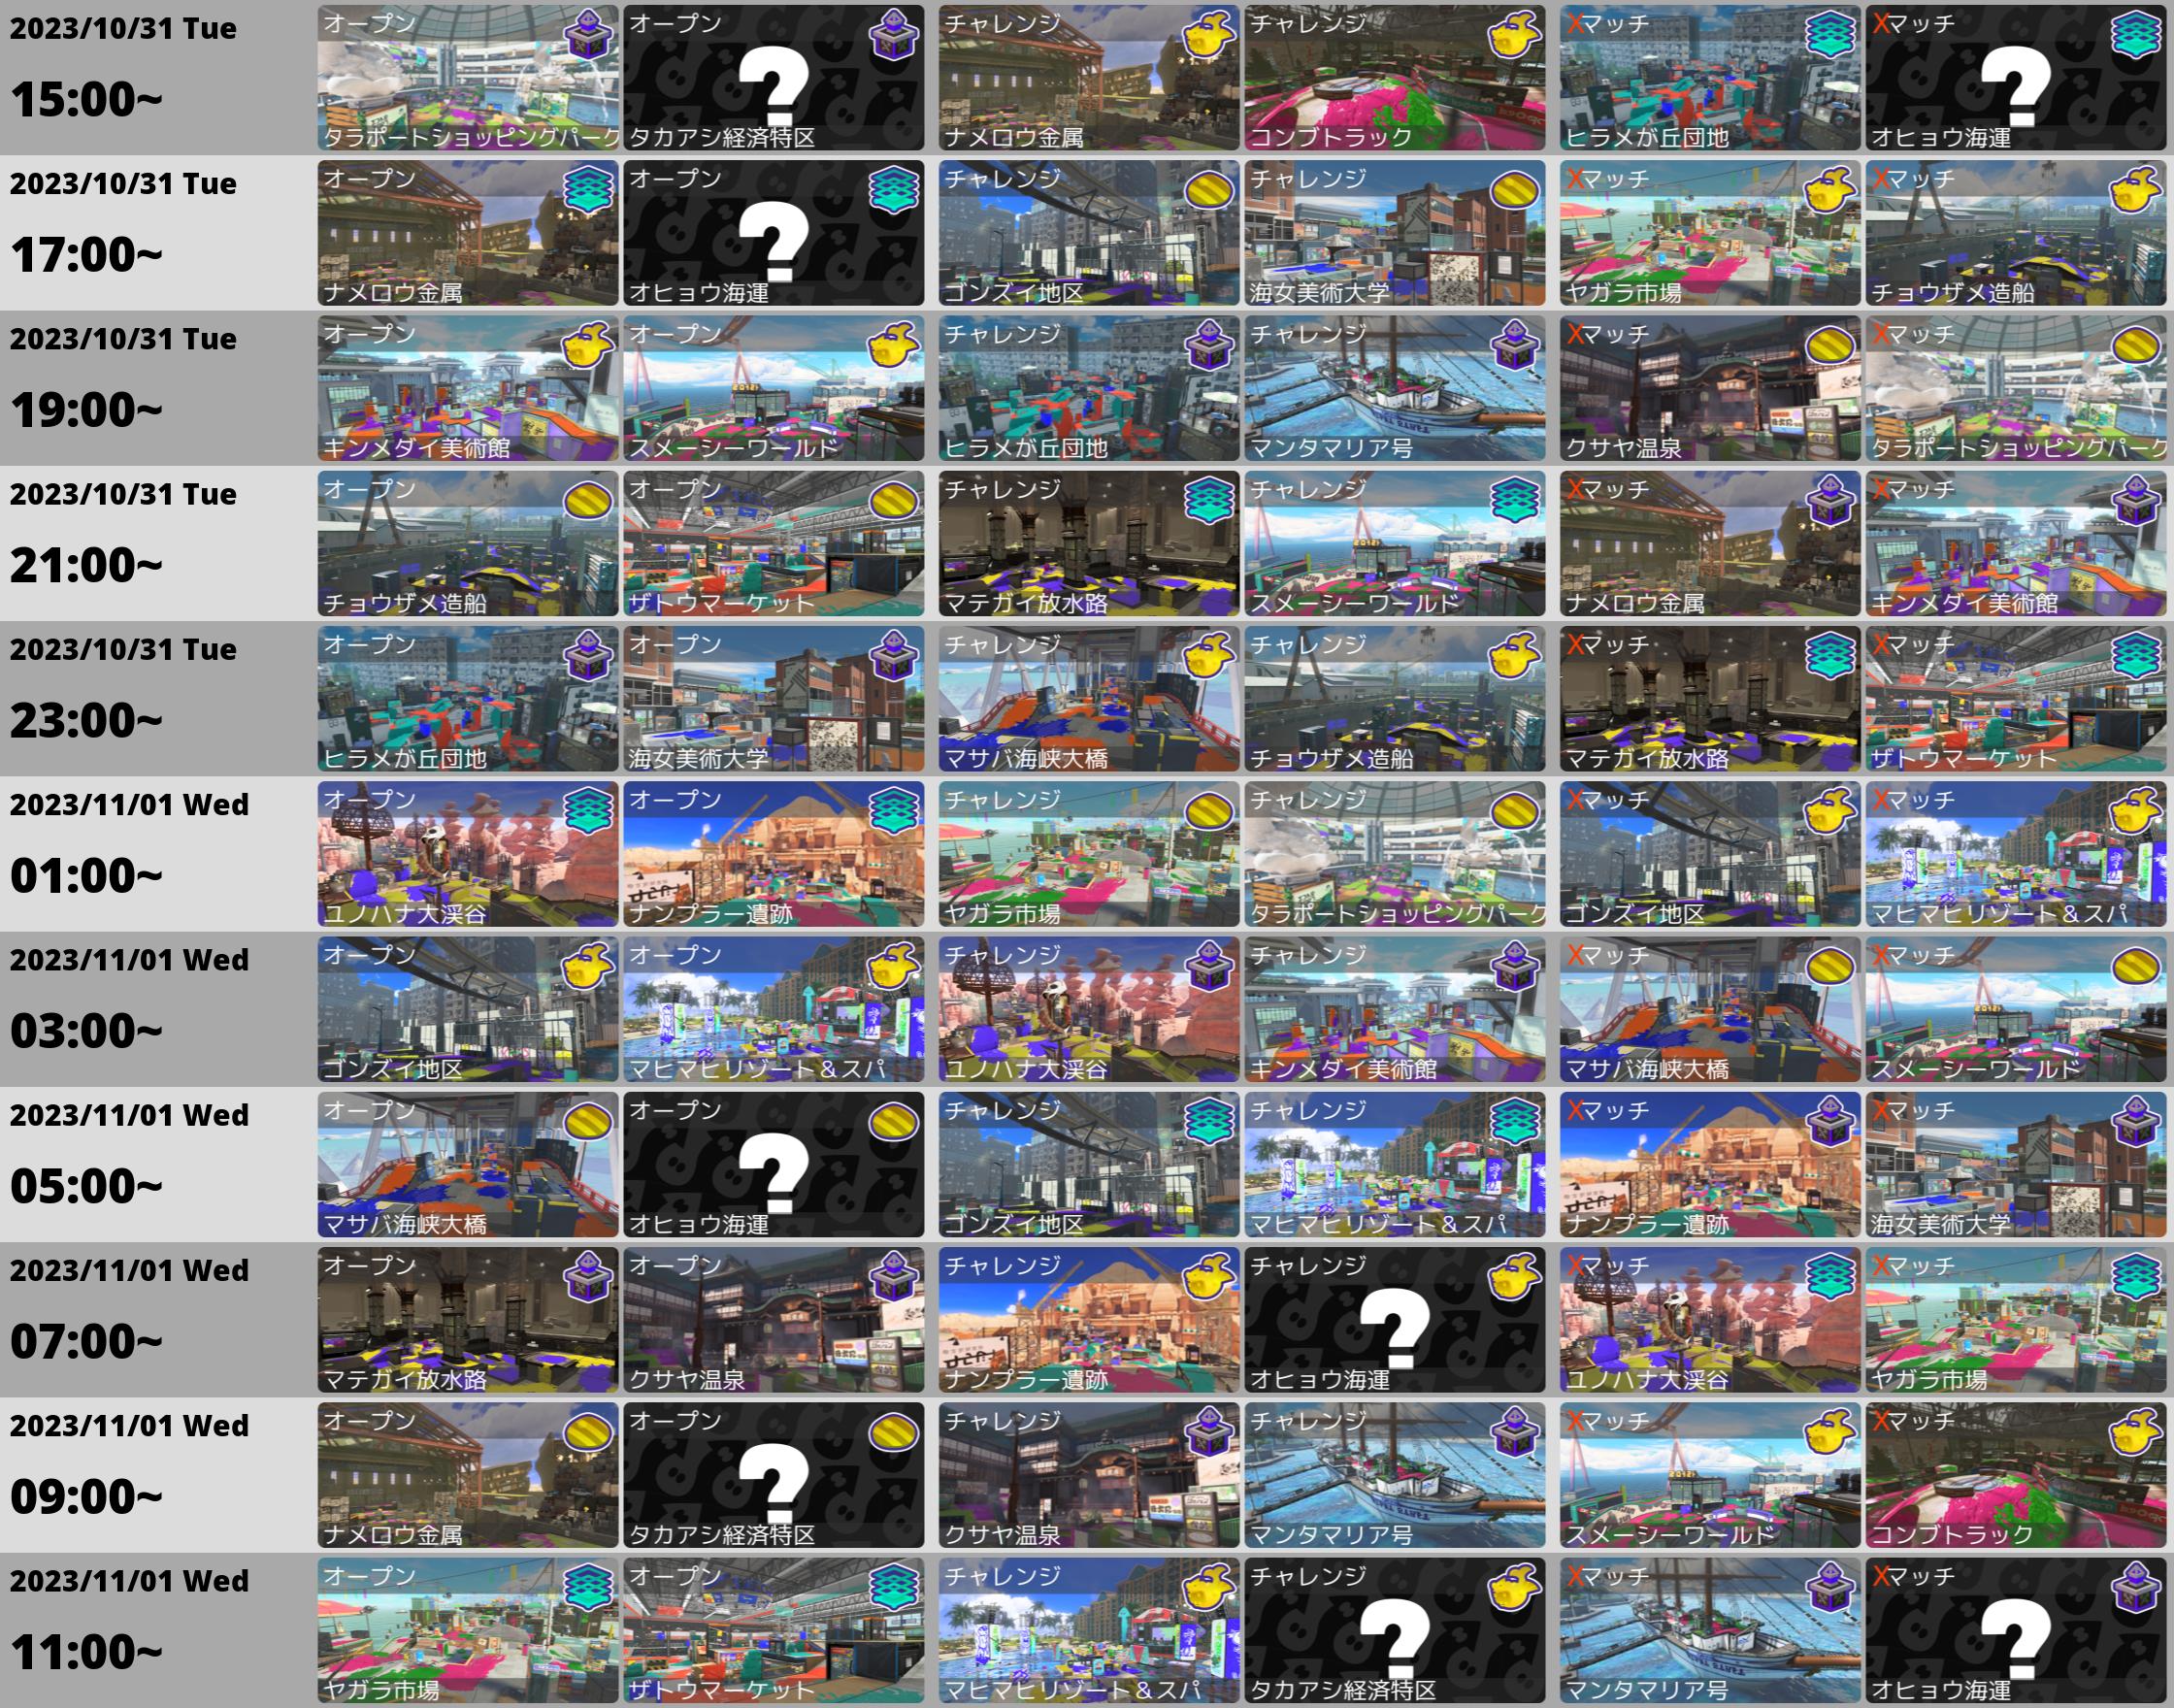 2023/10/31 Tue
15:00~
オープン
タラポートショッピングパーク
オープン
タカアシ経済特区
チャレンジ
ナメロウ金属
チャレンジ
コンブトラック
Xマッチ
ヒラメが丘団地
Xマッチ
オヒョウ海運
2023/10/31 Tue
17:00~
オープン
ナメロウ金属
オープン
オヒョウ海運
チャレンジ
ゴンズイ地区
チャレンジ
海女美術大学
Xマッチ
ヤガラ市場
Xマッチ
チョウザメ造船
2023/10/31 Tue
19:00~
オープン
キンメダイ美術館
オープン
スメーシーワールド
チャレンジ
ヒラメが丘団地
チャレンジ
マンタマリア号
Xマッチ
クサヤ温泉
Xマッチ
タラポートショッピングパーク
2023/10/31 Tue
21:00~
オープン
チョウザメ造船
オープン
ザトウマーケット
チャレンジ
マテガイ放水路
チャレンジ
スメーシーワールド
Xマッチ
ナメロウ金属
Xマッチ
キンメダイ美術館
2023/10/31 Tue
23:00~
オープン
ヒラメが丘団地
オープン
海女美術大学
チャレンジ
マサバ海峡大橋
チャレンジ
チョウザメ造船
Xマッチ
マテガイ放水路
Xマッチ
ザトウマーケット
2023/11/01 Wed
01:00~
オープン
ユノハナ大渓谷
オープン
ナンプラー遺跡
チャレンジ
ヤガラ市場
チャレンジ
タラポートショッピングパーク
Xマッチ
ゴンズイ地区
Xマッチ
マヒマヒリゾート＆スパ
2023/11/01 Wed
03:00~
オープン
ゴンズイ地区
オープン
マヒマヒリゾート＆スパ
チャレンジ
ユノハナ大渓谷
チャレンジ
キンメダイ美術館
Xマッチ
マサバ海峡大橋
Xマッチ
スメーシーワールド
2023/11/01 Wed
05:00~
オープン
マサバ海峡大橋
オープン
オヒョウ海運
チャレンジ
ゴンズイ地区
チャレンジ
マヒマヒリゾート＆スパ
Xマッチ
ナンプラー遺跡
Xマッチ
海女美術大学
2023/11/01 Wed
07:00~
オープン
マテガイ放水路
オープン
クサヤ温泉
チャレンジ
ナンプラー遺跡
チャレンジ
オヒョウ海運
Xマッチ
ユノハナ大渓谷
Xマッチ
ヤガラ市場
2023/11/01 Wed
09:00~
オープン
ナメロウ金属
オープン
タカアシ経済特区
チャレンジ
クサヤ温泉
チャレンジ
マンタマリア号
Xマッチ
スメーシーワールド
Xマッチ
コンブトラック
2023/11/01 Wed
11:00~
オープン
ヤガラ市場
オープン
ザトウマーケット
チャレンジ
マヒマヒリゾート＆スパ
チャレンジ
タカアシ経済特区
Xマッチ
マンタマリア号
Xマッチ
オヒョウ海運